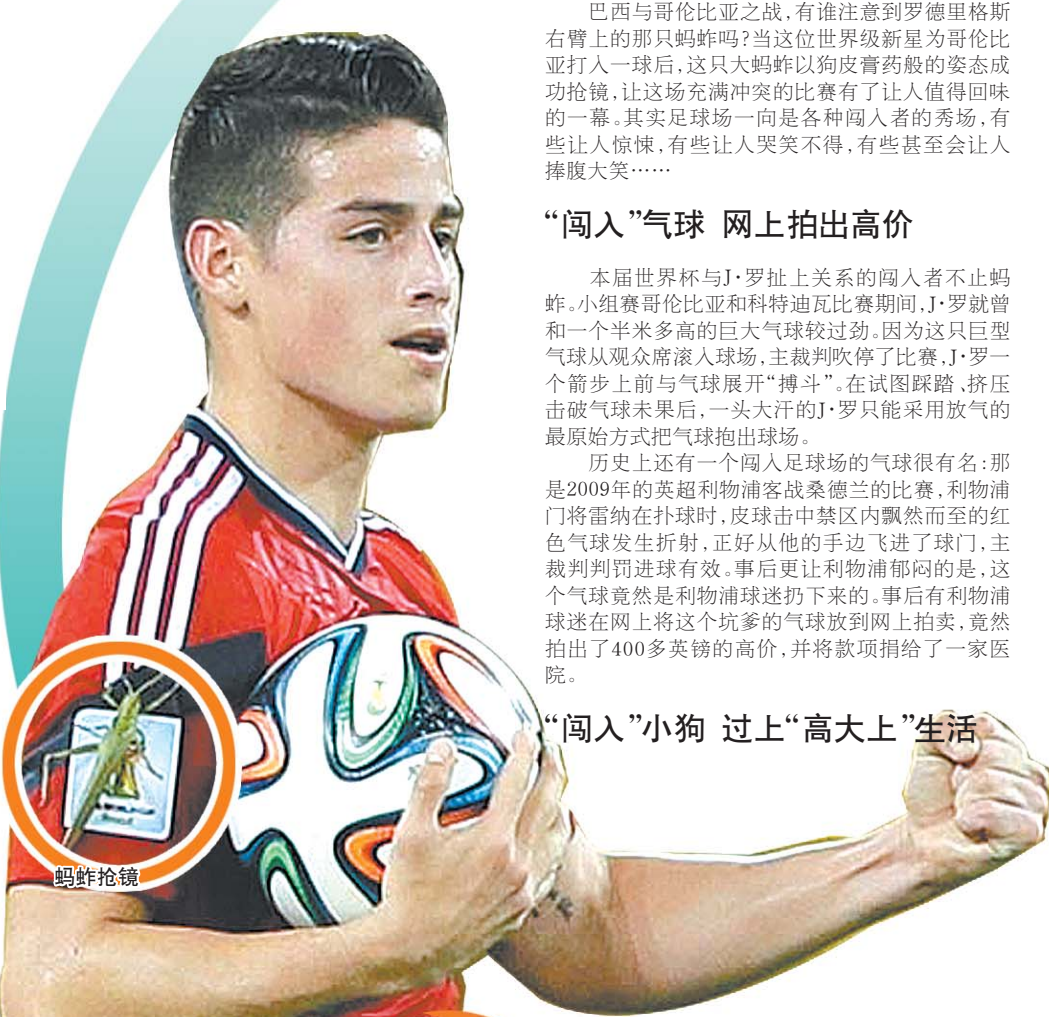 巴西与哥伦比亚之战,有谁注意到罗德里格斯
右臂上的那只蚂蚱吗?当这位世界级新星为哥伦比
亚打入一球后,这只大蚂蚱以狗皮膏药般的姿态成
功抢镜,让这场充满冲突的比赛有了让人值得回味
的一幕。其实足球场一向是各种闯入者的秀场,有
些让人惊悚,有些让人哭笑不得,有些甚至会让人
捧腹大笑……
“闯入”气球 网上拍出高价
本届世界杯与J·罗扯上关系的闯入者不止蚂
蚱。小组赛哥伦比亚和科特迪瓦比赛期间,J·罗就曾
和一个半米多高的巨大气球较过劲。因为这只巨型
气球从观众席滚入球场,主裁判吹停了比赛,J·罗一
个箭步上前与气球展开“搏斗”。在试图踩踏、挤压
击破气球未果后,一头大汗的J·罗只能采用放气的
最原始方式把气球抱出球场。
历史上还有一个闯入足球场的气球很有名:那
是2009年的英超利物浦客战桑德兰的比赛,利物浦
门将雷纳在扑球时,皮球击中禁区内飘然而至的红
色气球发生折射,正好从他的手边飞进了球门,主
裁判判罚进球有效。事后更让利物浦郁闷的是,这
个气球竟然是利物浦球迷扔下来的。事后有利物浦
球迷在网上将这个坑爹的气球放到网上拍卖,竟然
拍出了400多英镑的高价,并将款项捐给了一家医
院。
“闯入”小狗 过上“高大上”生活
蚂蚱抢镜